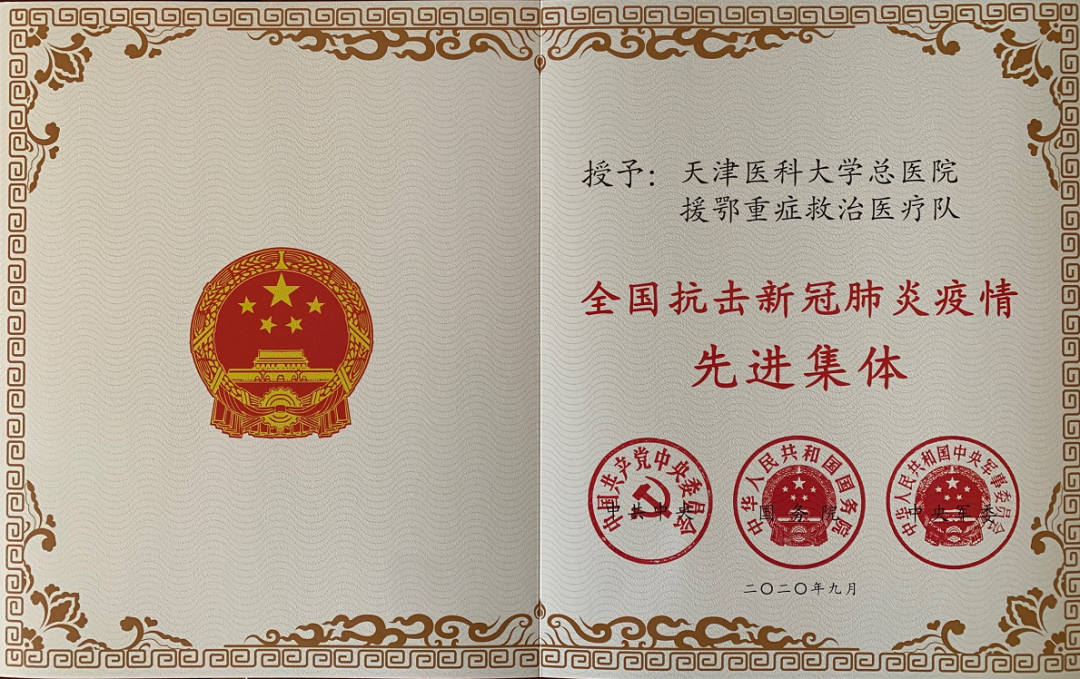 授予：天津医科大学总医院
援鄂重症救治医疗队
全国抗击新冠肺炎疫情
先进集体
中国共产党中央委员会
中共中央
中华人民共和国国务院
国务院
中华人民共和国中央军事委员会
中央军委
二〇二〇年九月